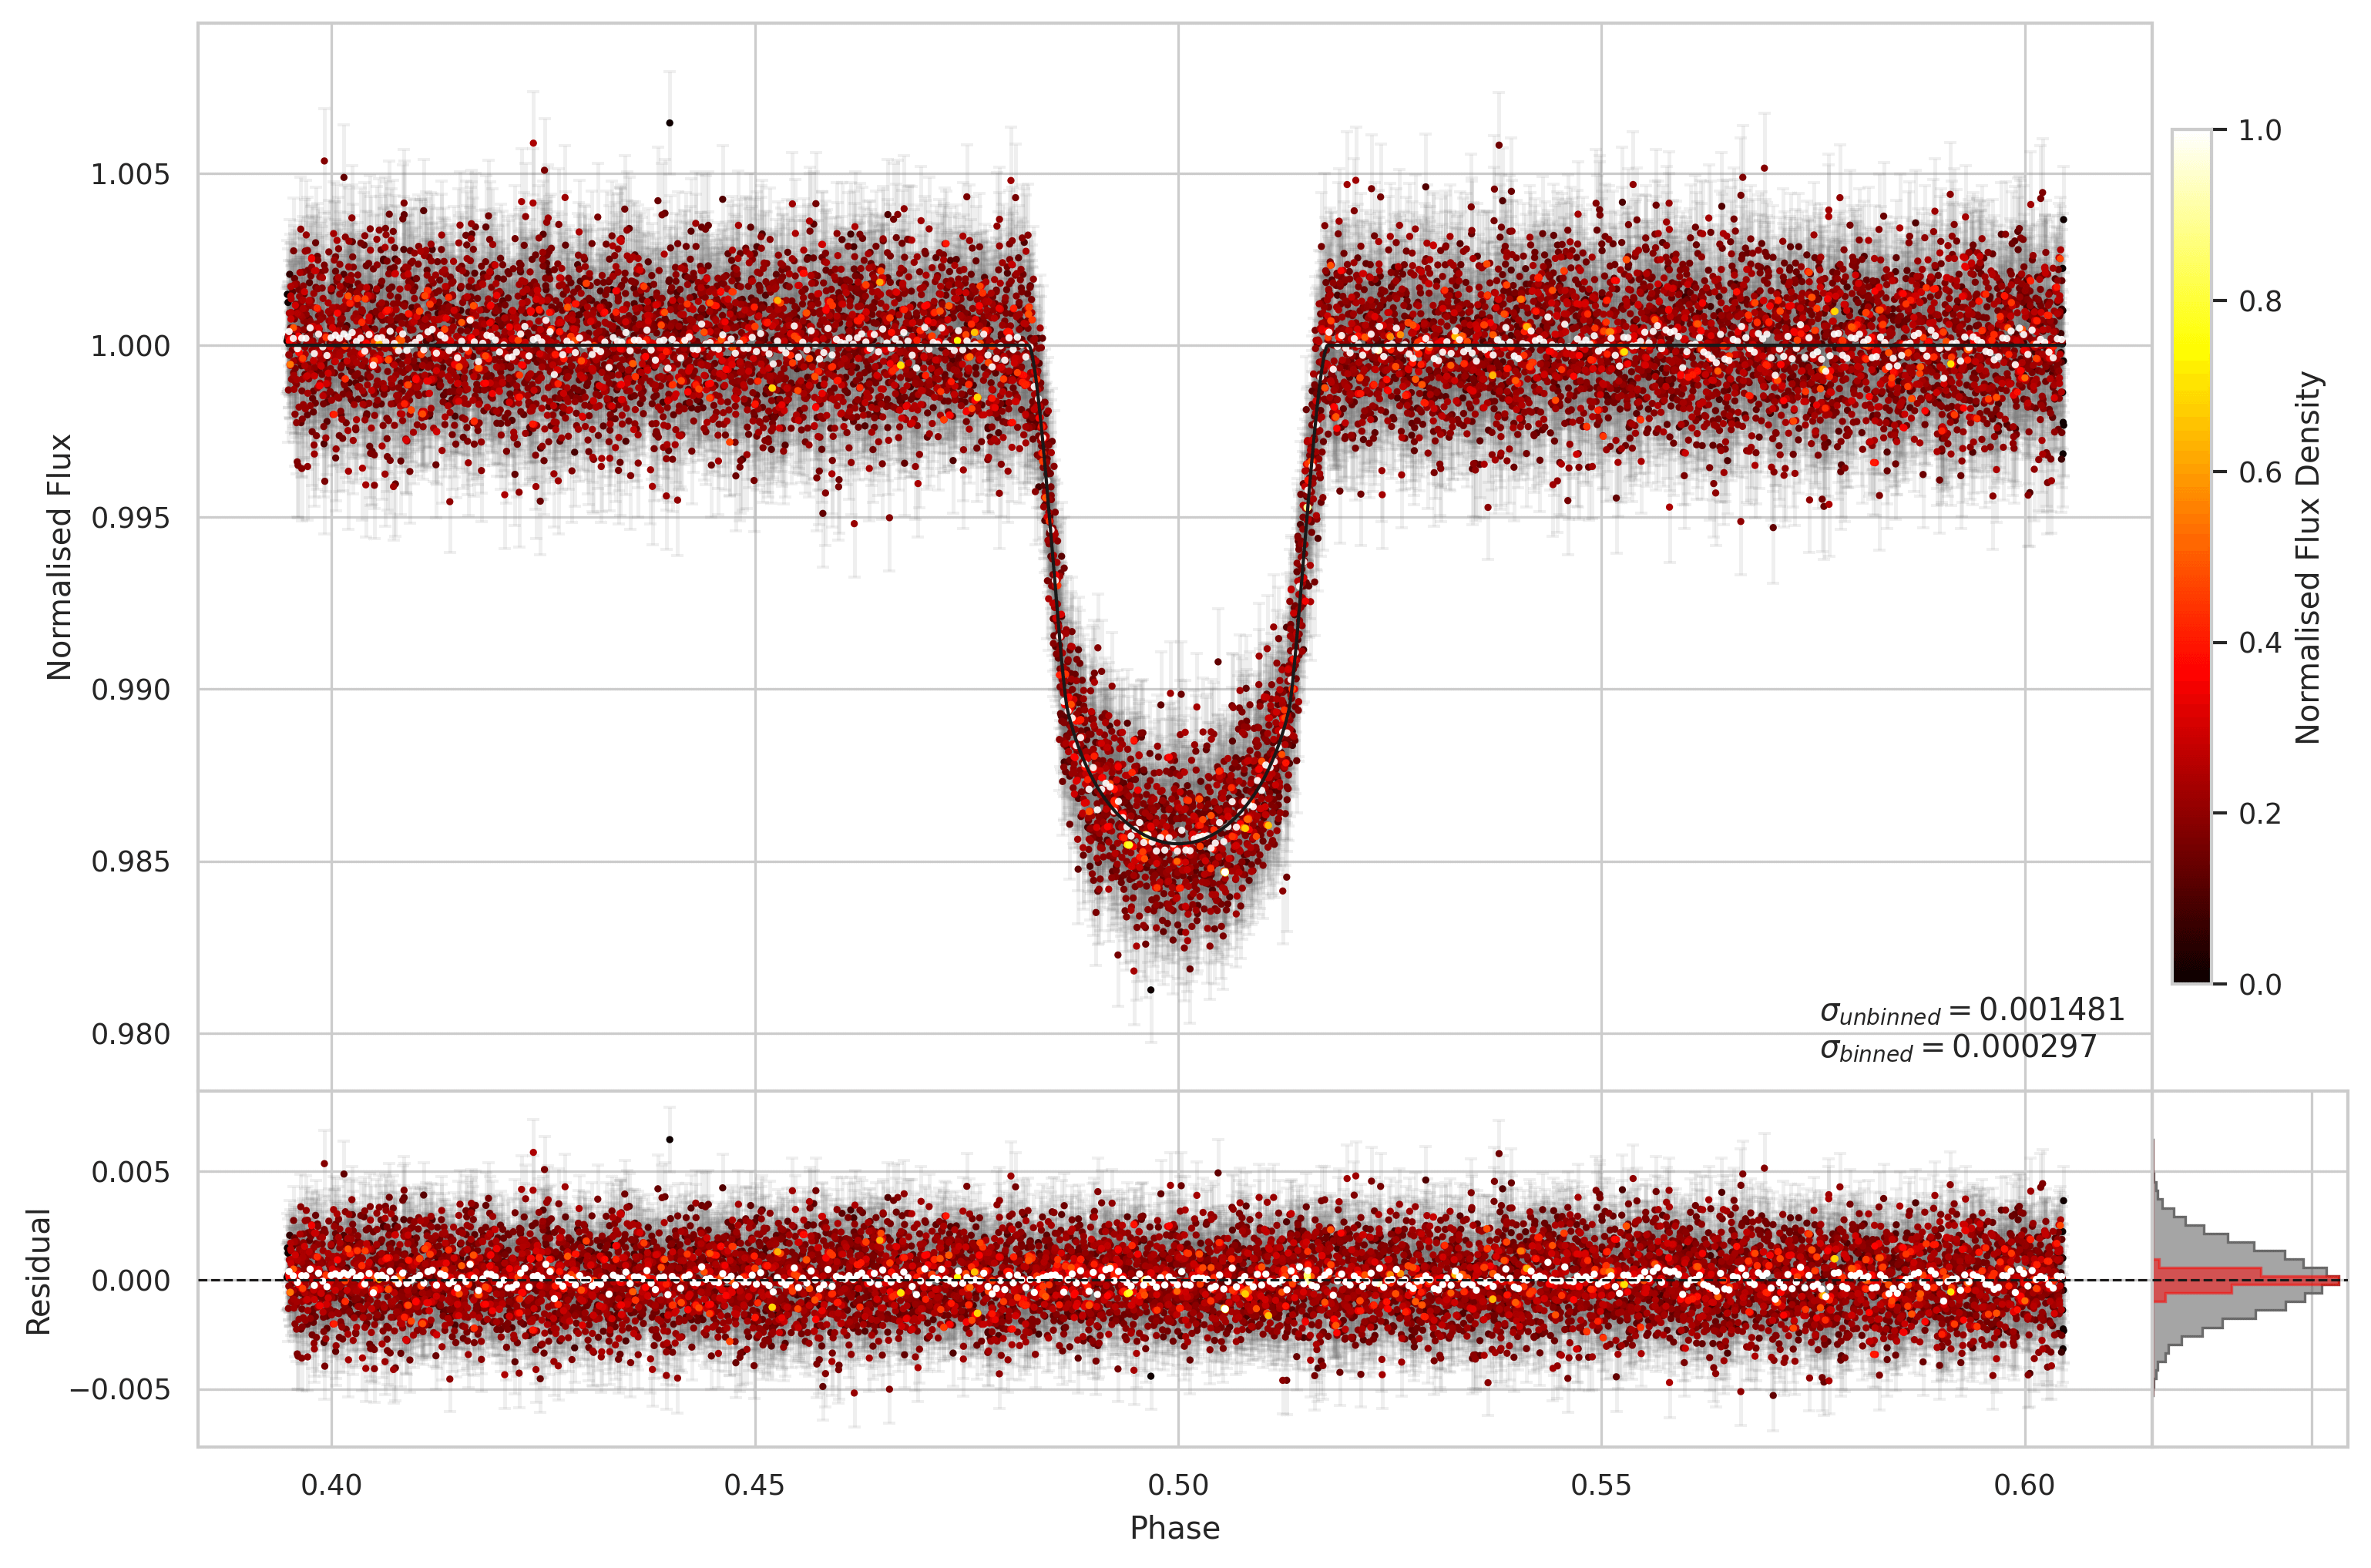 1.005
1.000
0.995
0.990
0.985
0.980
Normalised Flux
σunbinned = 0.001481
σbinned = 0.000297
1.0
0.8
0.6
0.4
0.2
0.0
Normalised Flux Density
0.005
0.000
−0.005
Residual
0.40 0.45 0.50 0.55 0.60
Phase